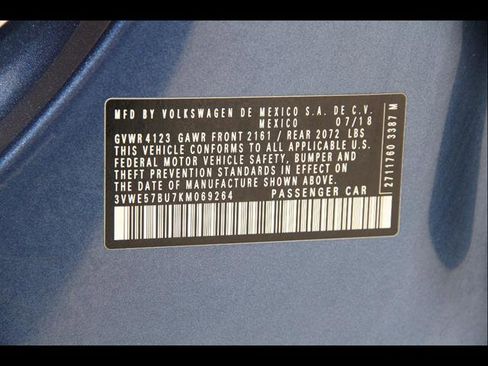 MFD BY VOLKSWAGEN DE MEXICO S.A. DE C.V.
MEXICO 07/18
GVWR 4123 GAWR FRONT 2161 / REAR 2072 LBS
THIS VEHICLE CONFORMS TO ALL APPLICABLE U.S.
FEDERAL MOTOR VEHICLE SAFETY, BUMPER AND
THEFT PREVENTION STANDARDS IN EFFECT ON THE
DATE OF MANUFACTURE SHOWN ABOVE.
3VWE57BU7KM069264 PASSENGER CAR
2711760 3387 M